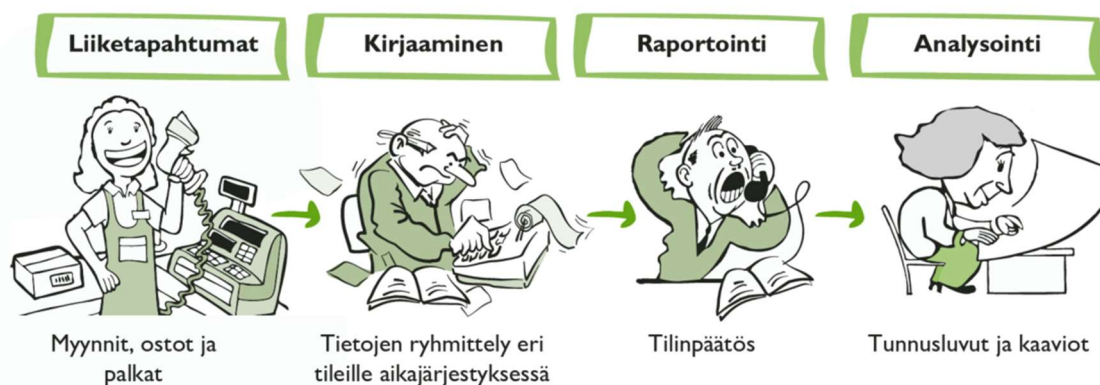 Liiketapahtumat
Kirjaaminen
Raportointi
Analysointi
Myynnit, ostot ja
palkat
Tietojen ryhmittely eri
tileille aikajärjestyksessä
Tilinpäätös
Tunnusluvut ja kaaviot